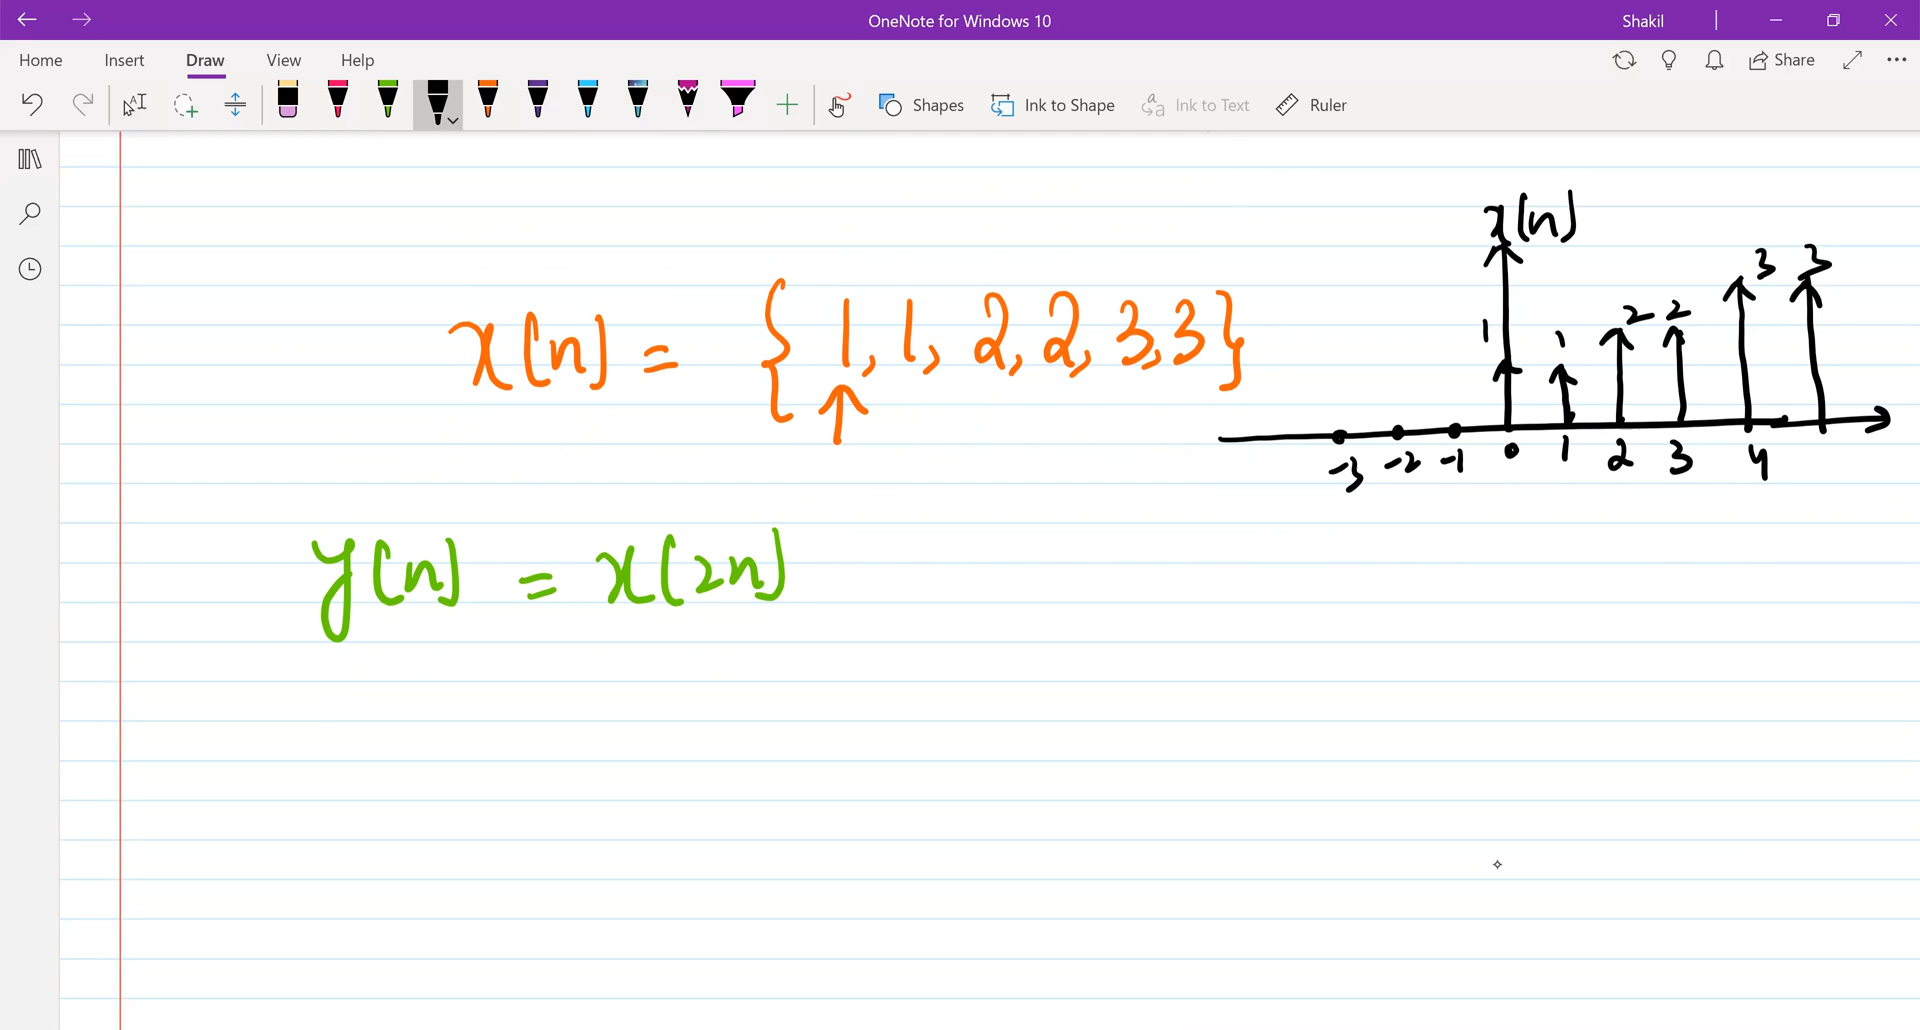 OneNote for Windows 10
Shakil
Home Insert Draw View Help
Share
Shapes Ink to Shape Ink to Text Ruler
x[n]
x[n] = { 1, 1, 2, 2, 3, 3 }
↑
1 1 2 2 3 3
-3 -2 -1 0 1 2 3 4
y[n] = x[2n]